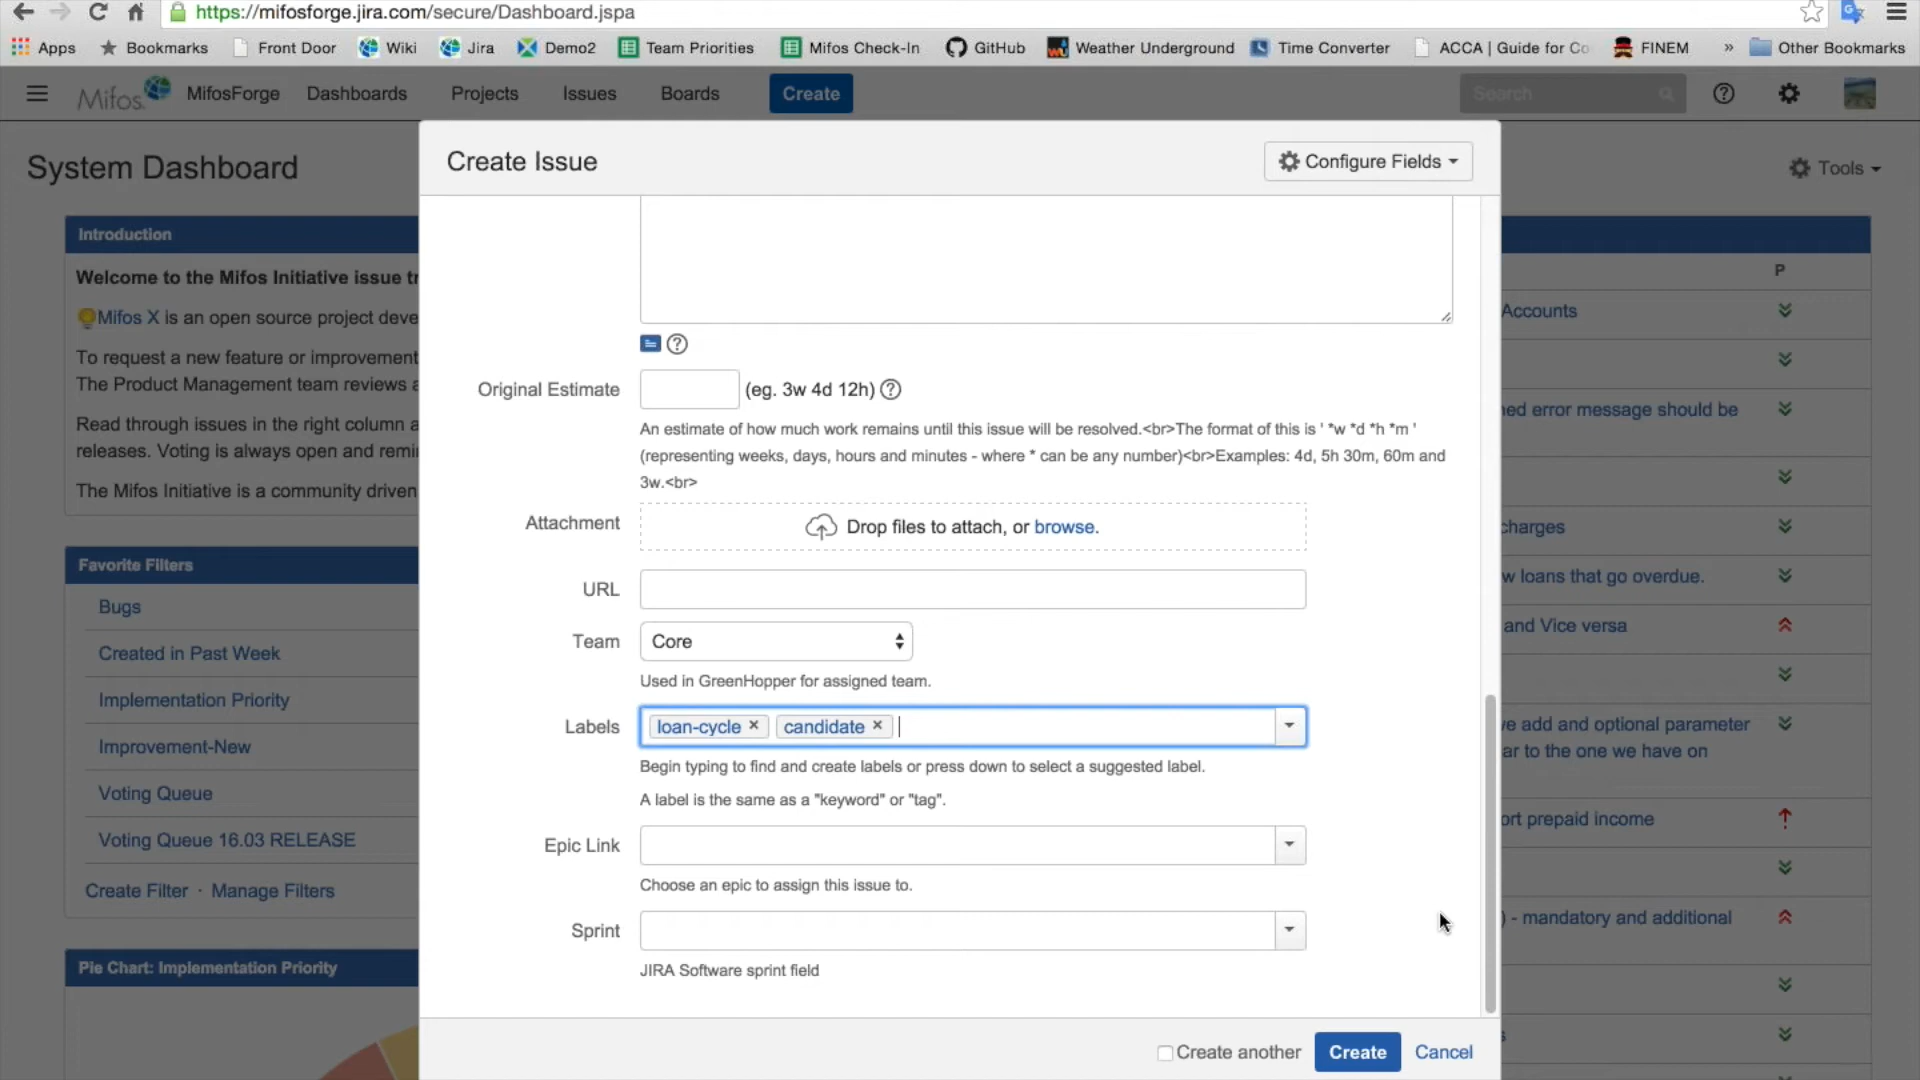 https://mifosforge.jira.com/secure/Dashboard.jspa
Apps Bookmarks Front Door Wiki Jira Demo2 Team Priorities Mifos Check-In GitHub Weather Underground Time Converter ACCA | Guide for Co FINEM » Other Bookmarks
Mifos MifosForge Dashboards Projects Issues Boards Create Search
System Dashboard
Tools
Create Issue
Configure Fields
Introduction
Welcome to the Mifos Initiative issue tr
Mifos X is an open source project deve
To request a new feature or improvement
The Product Management team reviews a
Read through issues in the right column a
releases. Voting is always open and remi
The Mifos Initiative is a community driven
Favorite Filters
Bugs
Created in Past Week
Implementation Priority
Improvement-New
Voting Queue
Voting Queue 16.03 RELEASE
Create Filter · Manage Filters
Pie Chart: Implementation Priority
Original Estimate (eg. 3w 4d 12h)
An estimate of how much work remains until this issue will be resolved.<br>The format of this is ' *w *d *h *m '
(representing weeks, days, hours and minutes - where * can be any number)<br>Examples: 4d, 5h 30m, 60m and
3w.<br>
Attachment Drop files to attach, or browse.
URL
Team Core
Used in GreenHopper for assigned team.
Labels loan-cycle × candidate ×
Begin typing to find and create labels or press down to select a suggested label.
A label is the same as a "keyword" or "tag".
Epic Link
Choose an epic to assign this issue to.
Sprint
JIRA Software sprint field
Create another Create Cancel
P
Accounts
ned error message should be
charges
w loans that go overdue.
and Vice versa
ve add and optional parameter
ar to the one we have on
ort prepaid income
) - mandatory and additional